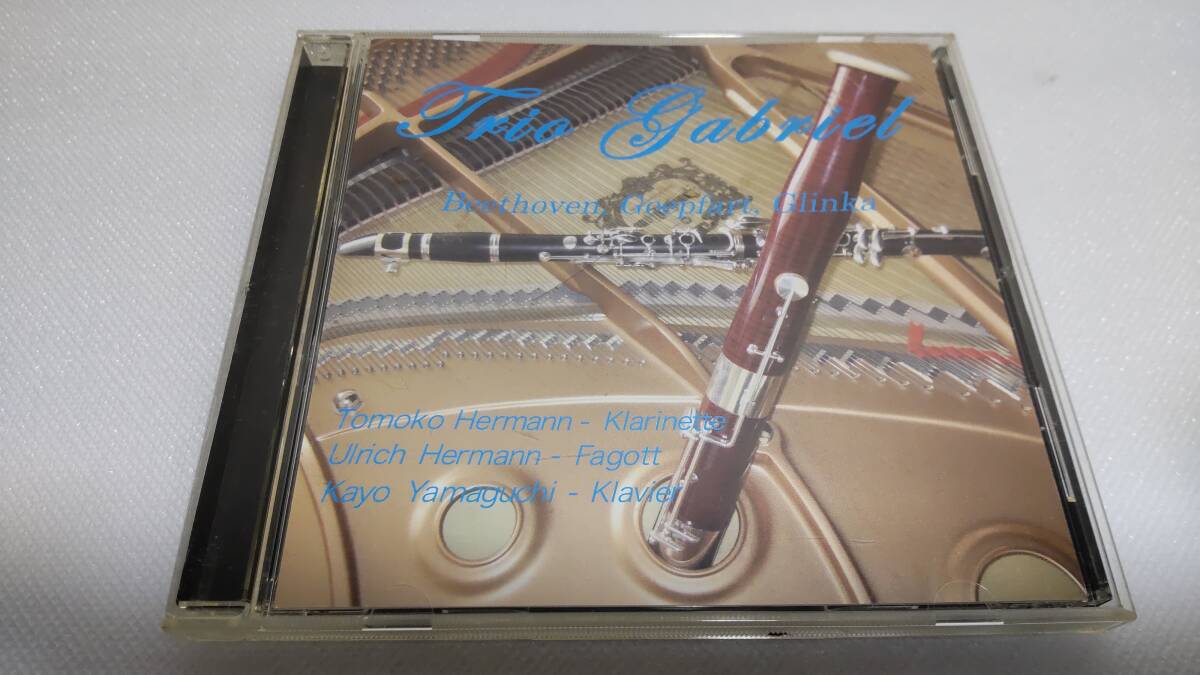 Trio Gabriel
Beethoven, Goepfart, Glinka
Tomoko Hermann - Klarinette
Ulrich Hermann - Fagott
Kayo Yamaguchi - Klavier